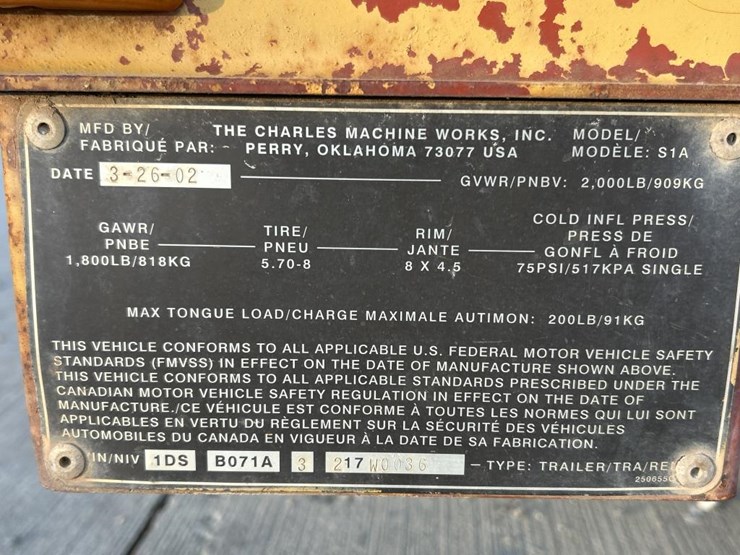 MFD BY/ THE CHARLES MACHINE WORKS, INC. MODEL/
FABRIQUÉ PAR: - PERRY, OKLAHOMA 73077 USA MODÈLE: S1A
DATE 3-26-02 GVWR/PNBV: 2,000LB/909KG
GAWR/
PNBE
1,800LB/818KG
TIRE/
PNEU
5.70-8
RIM/
JANTE
8 X 4.5
COLD INFL PRESS/
PRESS DE
GONFL À FROID
75PSI/517KPA SINGLE
MAX TONGUE LOAD/CHARGE MAXIMALE AUTIMON: 200LB/91KG
THIS VEHICLE CONFORMS TO ALL APPLICABLE U.S. FEDERAL MOTOR VEHICLE SAFETY
STANDARDS (FMVSS) IN EFFECT ON THE DATE OF MANUFACTURE SHOWN ABOVE.
THIS VEHICLE CONFORMS TO ALL APPLICABLE STANDARDS PRESCRIBED UNDER THE
CANADIAN MOTOR VEHICLE SAFETY REGULATION IN EFFECT ON THE DATE OF
MANUFACTURE./CE VÉHICULE EST CONFORME À TOUTES LES NORMES QUI LUI SONT
APPLICABLES EN VERTU DU RÈGLEMENT SUR LA SÉCURITÉ DES VÉHICULES
AUTOMOBILES DU CANADA EN VIGUEUR À LA DATE DE SA FABRICATION.
VIN/NIV 1DS B071A 3 217 W0036 - TYPE: TRAILER/TRA/RE